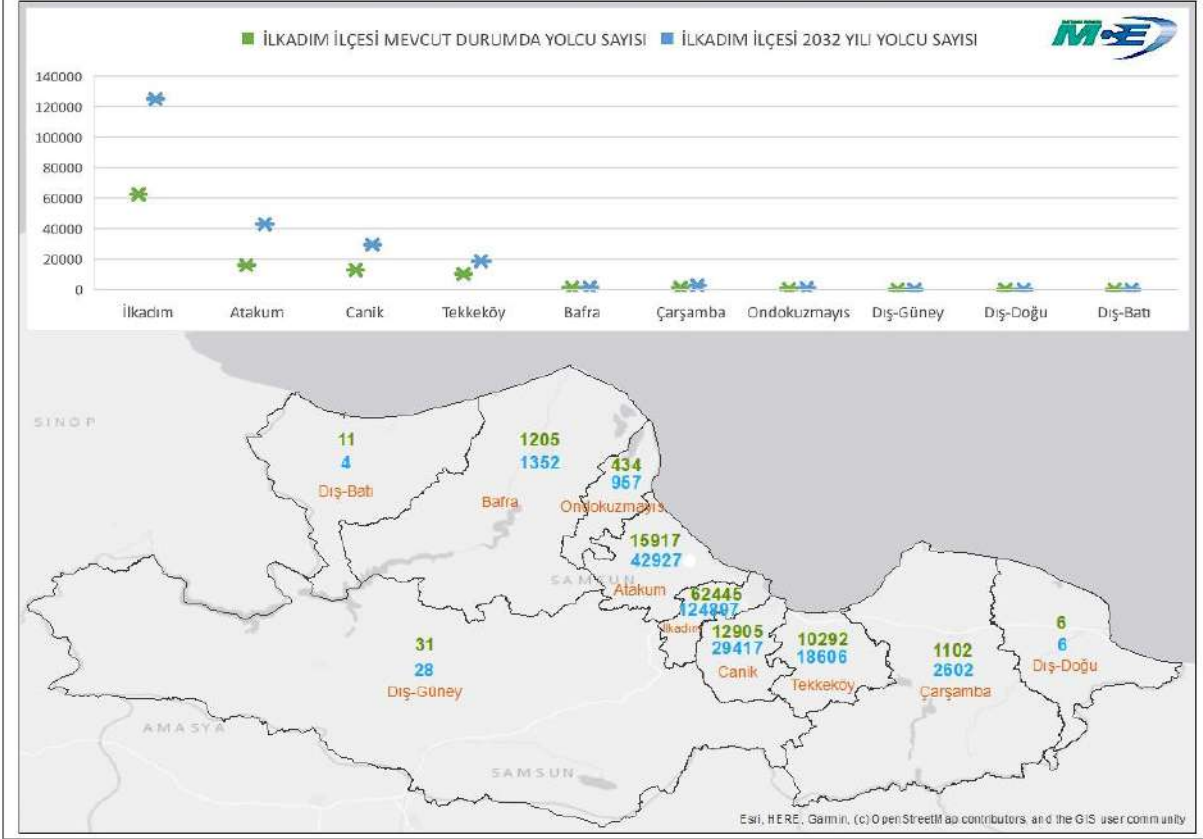 İLKADIM İLÇESİ MEVCUT DURUMDA YOLCU SAYISI İLKADIM İLÇESİ 2032 YILI YOLCU SAYISI
140000
120000
100000
80000
60000
40000
20000
0
İlkadım Atakum Canik Tekkeköy Bafra Çarşamba Ondokuzmayıs Dış-Güney Dış-Doğu Dış-Batı
SINOP
11
4
Dış-Batı
1205
1352
Bafra
434
957
Ondokuzmayıs
15917
42927
SAMSUN
Atakum
62445
124897
İlkadım
12905
29417
Canik
10292
18606
Tekkeköy
1102
2602
Çarşamba
6
6
Dış-Doğu
31
28
Dış-Güney
AMASYA
SAMSUN
Esri, HERE, Garmin, (c) OpenStreetMap contributors, and the GIS user community